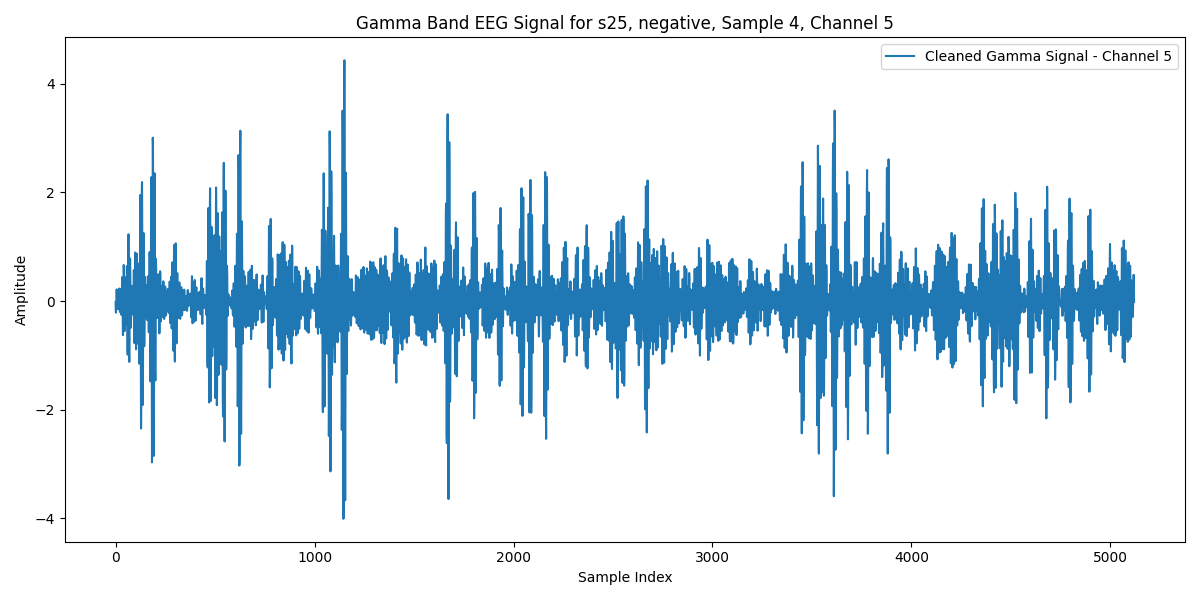 Gamma Band EEG Signal for s25, negative, Sample 4, Channel 5
Cleaned Gamma Signal - Channel 5
Amplitude
4
2
0
−2
−4
0 1000 2000 3000 4000 5000
Sample Index